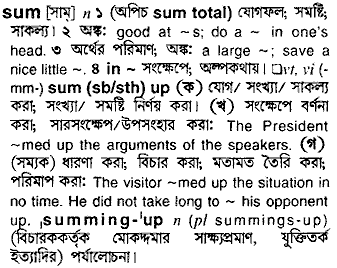 sum [সাম্] n ১ (অপিচ sum total) যোগফল; সমষ্টি;
সাকল্য। ২ অঙ্ক: good at ~s; do a ~ in one's
head. ৩ অর্থের পরিমাণ; অঙ্ক: a large ~; save a
nice little ~. ৪ in ~ সংক্ষেপে; অল্পকথায়। □vt, vi (-
mm-) sum (sb/sth) up (ক) যোগ/ সংখ্যা/ সাকল্য
করা; সংখ্যা/ সমষ্টি নির্ণয় করা। (খ) সংক্ষেপে বর্ণনা
করা; সারসংক্ষেপ/উপসংহার করা: The President
~med up the arguments of the speakers. (গ)
(সম্যক) ধারণা করা; বিচার করা; মতামত তৈরি করা;
পরিমাপ করা: The visitor ~med up the situation in
no time. He did not take long to ~ his opponent
up. ˌsumming-ˈup n (pl summings-up)
(বিচারককর্তৃক মোকদ্দমার সাক্ষ্যপ্রমাণ, যুক্তিতর্ক
ইত্যাদির) পর্যালোচনা।